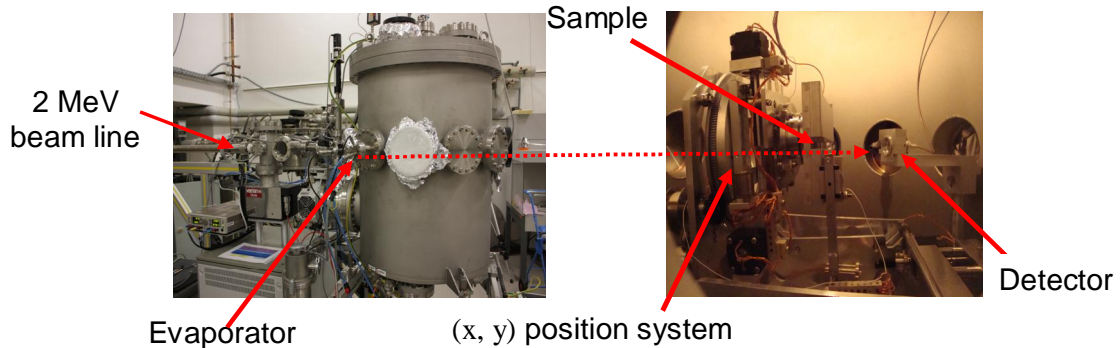 Sample
2 MeV
beam line
Detector
Evaporator
(x, y) position system